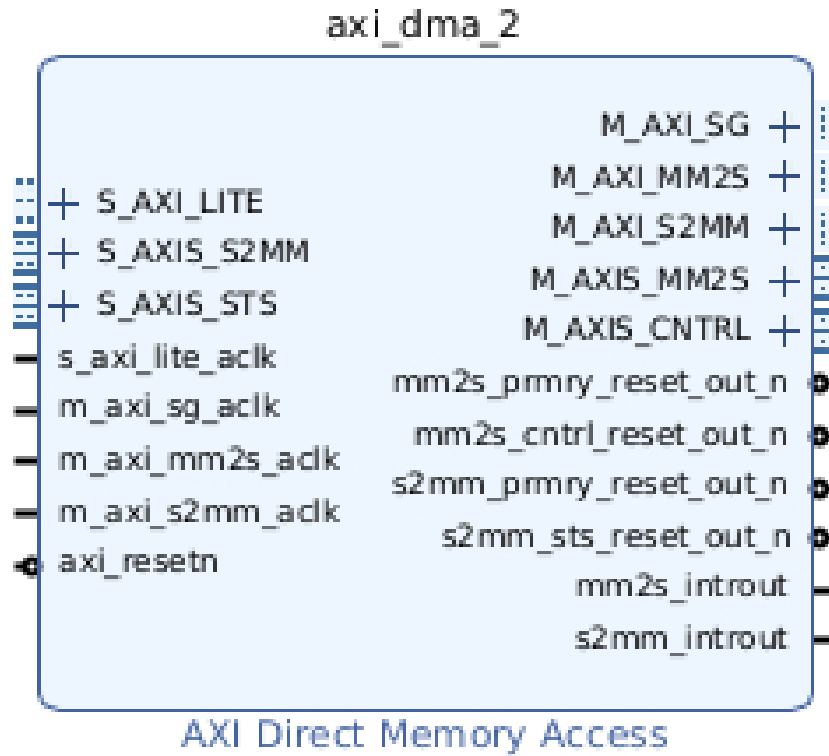 axi_dma_2
S_AXI_LITE
S_AXIS_S2MM
S_AXIS_STS
s_axi_lite_aclk
m_axi_sg_aclk
m_axi_mm2s_aclk
m_axi_s2mm_aclk
axi_resetn
M_AXI_SG
M_AXI_MM2S
M_AXI_S2MM
M_AXIS_MM2S
M_AXIS_CNTRL
mm2s_prmry_reset_out_n
mm2s_cntrl_reset_out_n
s2mm_prmry_reset_out_n
s2mm_sts_reset_out_n
mm2s_introut
s2mm_introut
AXI Direct Memory Access